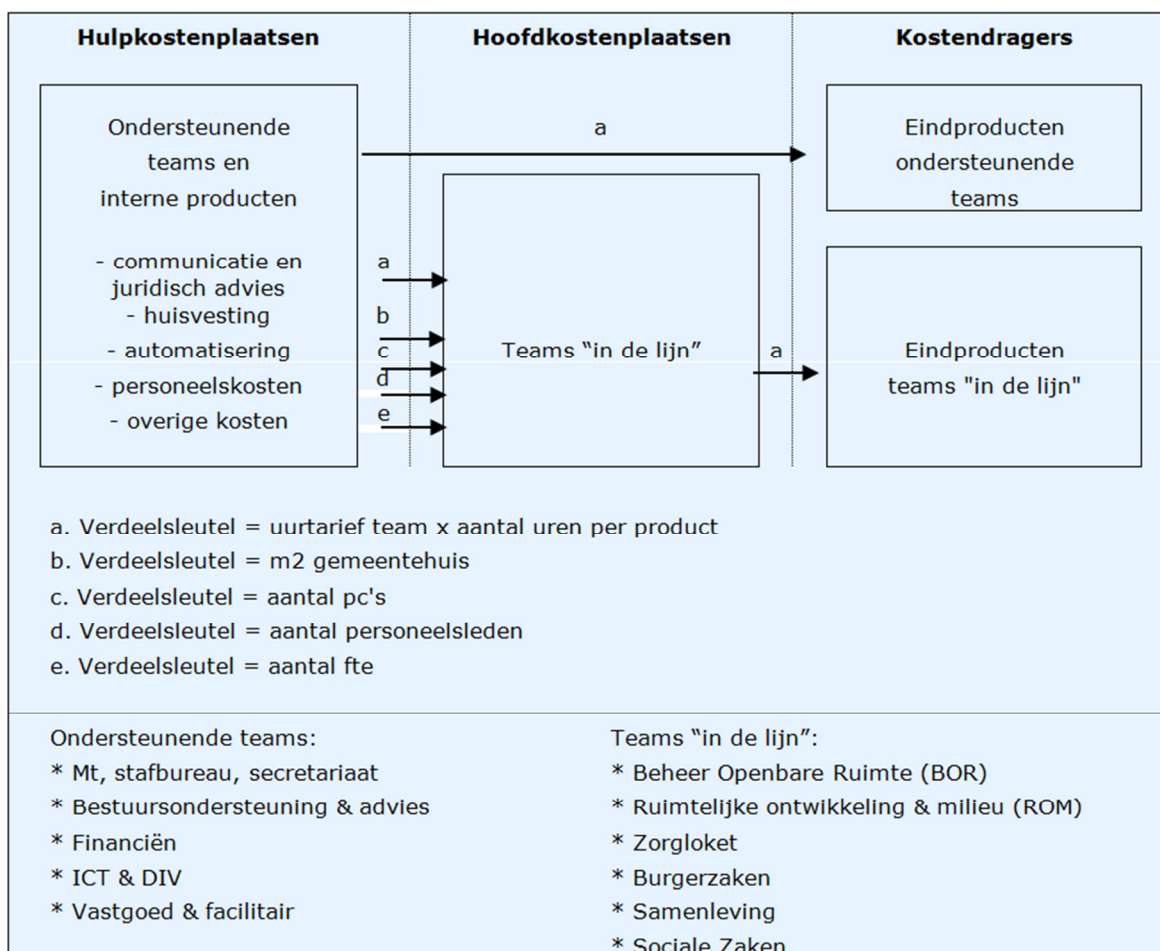 Hulpkostenplaatsen
Hoofdkostenplaatsen
Kostendragers
Ondersteunende
teams en
interne producten
- communicatie en
juridisch advies
- huisvesting
- automatisering
- personeelskosten
- overige kosten
a
a
b
c
d
e
Teams “in de lijn”
a
Eindproducten
ondersteunende
teams
Eindproducten
teams "in de lijn"
a. Verdeelsleutel = uurtarief team x aantal uren per product
b. Verdeelsleutel = m2 gemeentehuis
c. Verdeelsleutel = aantal pc's
d. Verdeelsleutel = aantal personeelsleden
e. Verdeelsleutel = aantal fte
Ondersteunende teams:
* Mt, stafbureau, secretariaat
* Bestuursondersteuning & advies
* Financiën
* ICT & DIV
* Vastgoed & facilitair
Teams “in de lijn”:
* Beheer Openbare Ruimte (BOR)
* Ruimtelijke ontwikkeling & milieu (ROM)
* Zorgloket
* Burgerzaken
* Samenleving
* Sociale Zaken